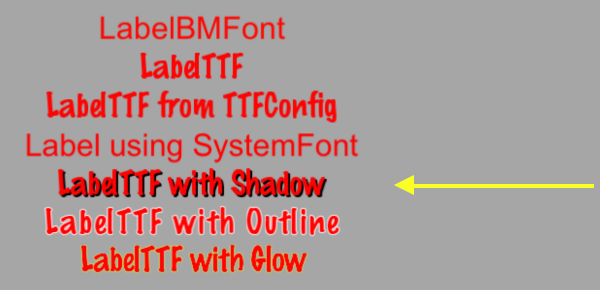 LabelBMFont
LabelTTF
LabelTTF from TTFConfig
Label using SystemFont
LabelTTF with Shadow
LabelTTF with Outline
LabelTTF with Glow